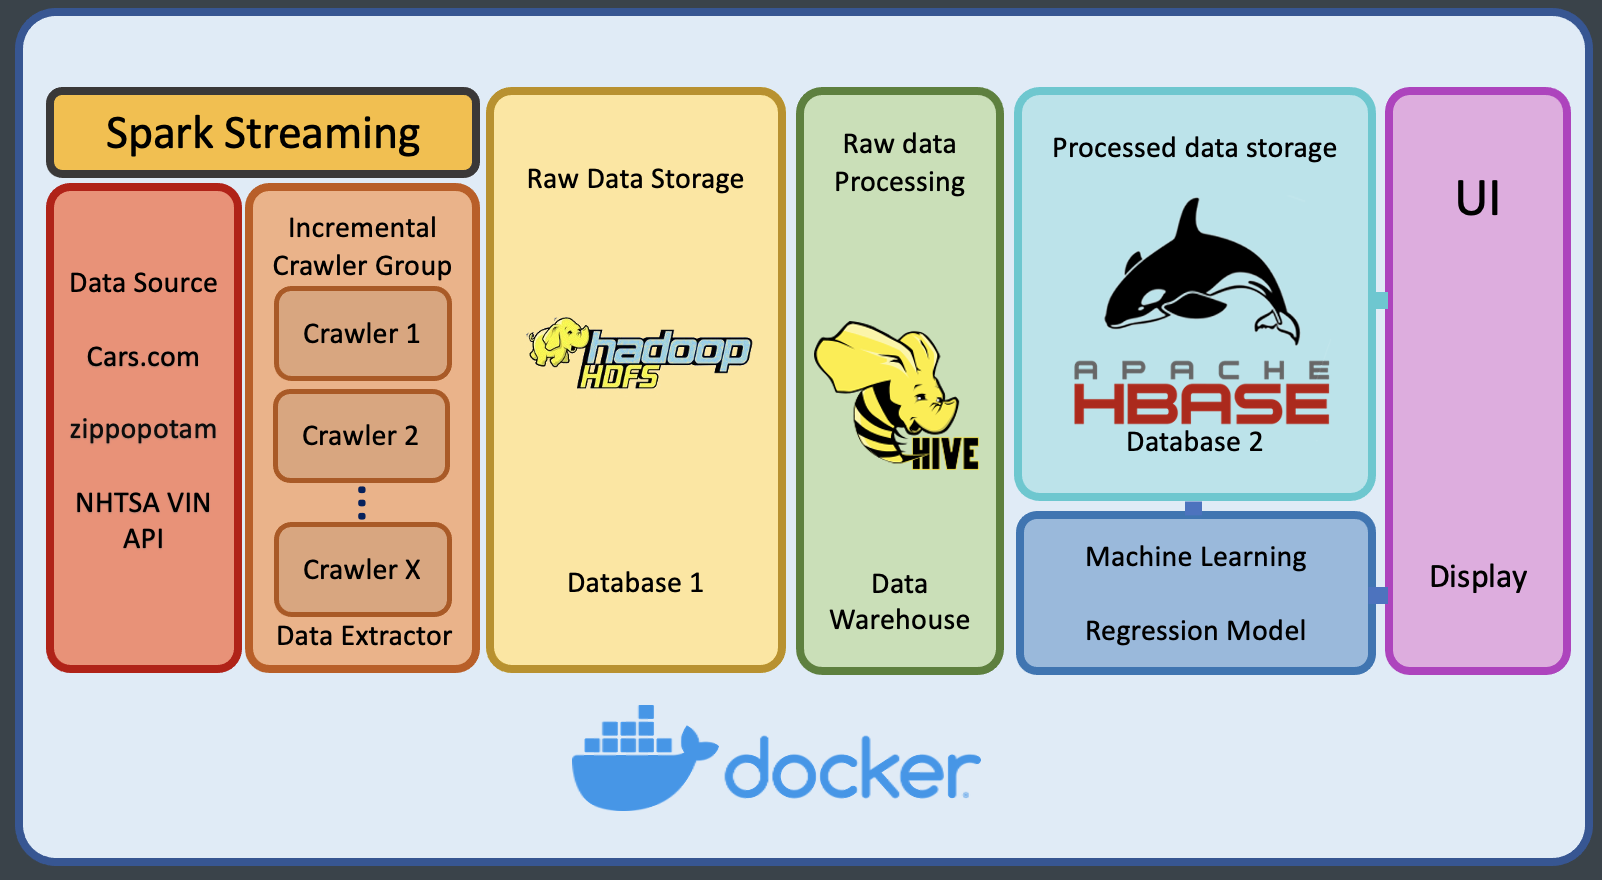 Spark Streaming
Data Source
Cars.com
zippopotam
NHTSA VIN
API
Incremental
Crawler Group
Crawler 1
Crawler 2
Crawler X
Data Extractor
Raw Data Storage
hadoop
HDFS
Database 1
Raw data
Processing
HIVE
Data
Warehouse
Processed data storage
APACHE
HBASE
Database 2
Machine Learning
Regression Model
UI
Display
docker